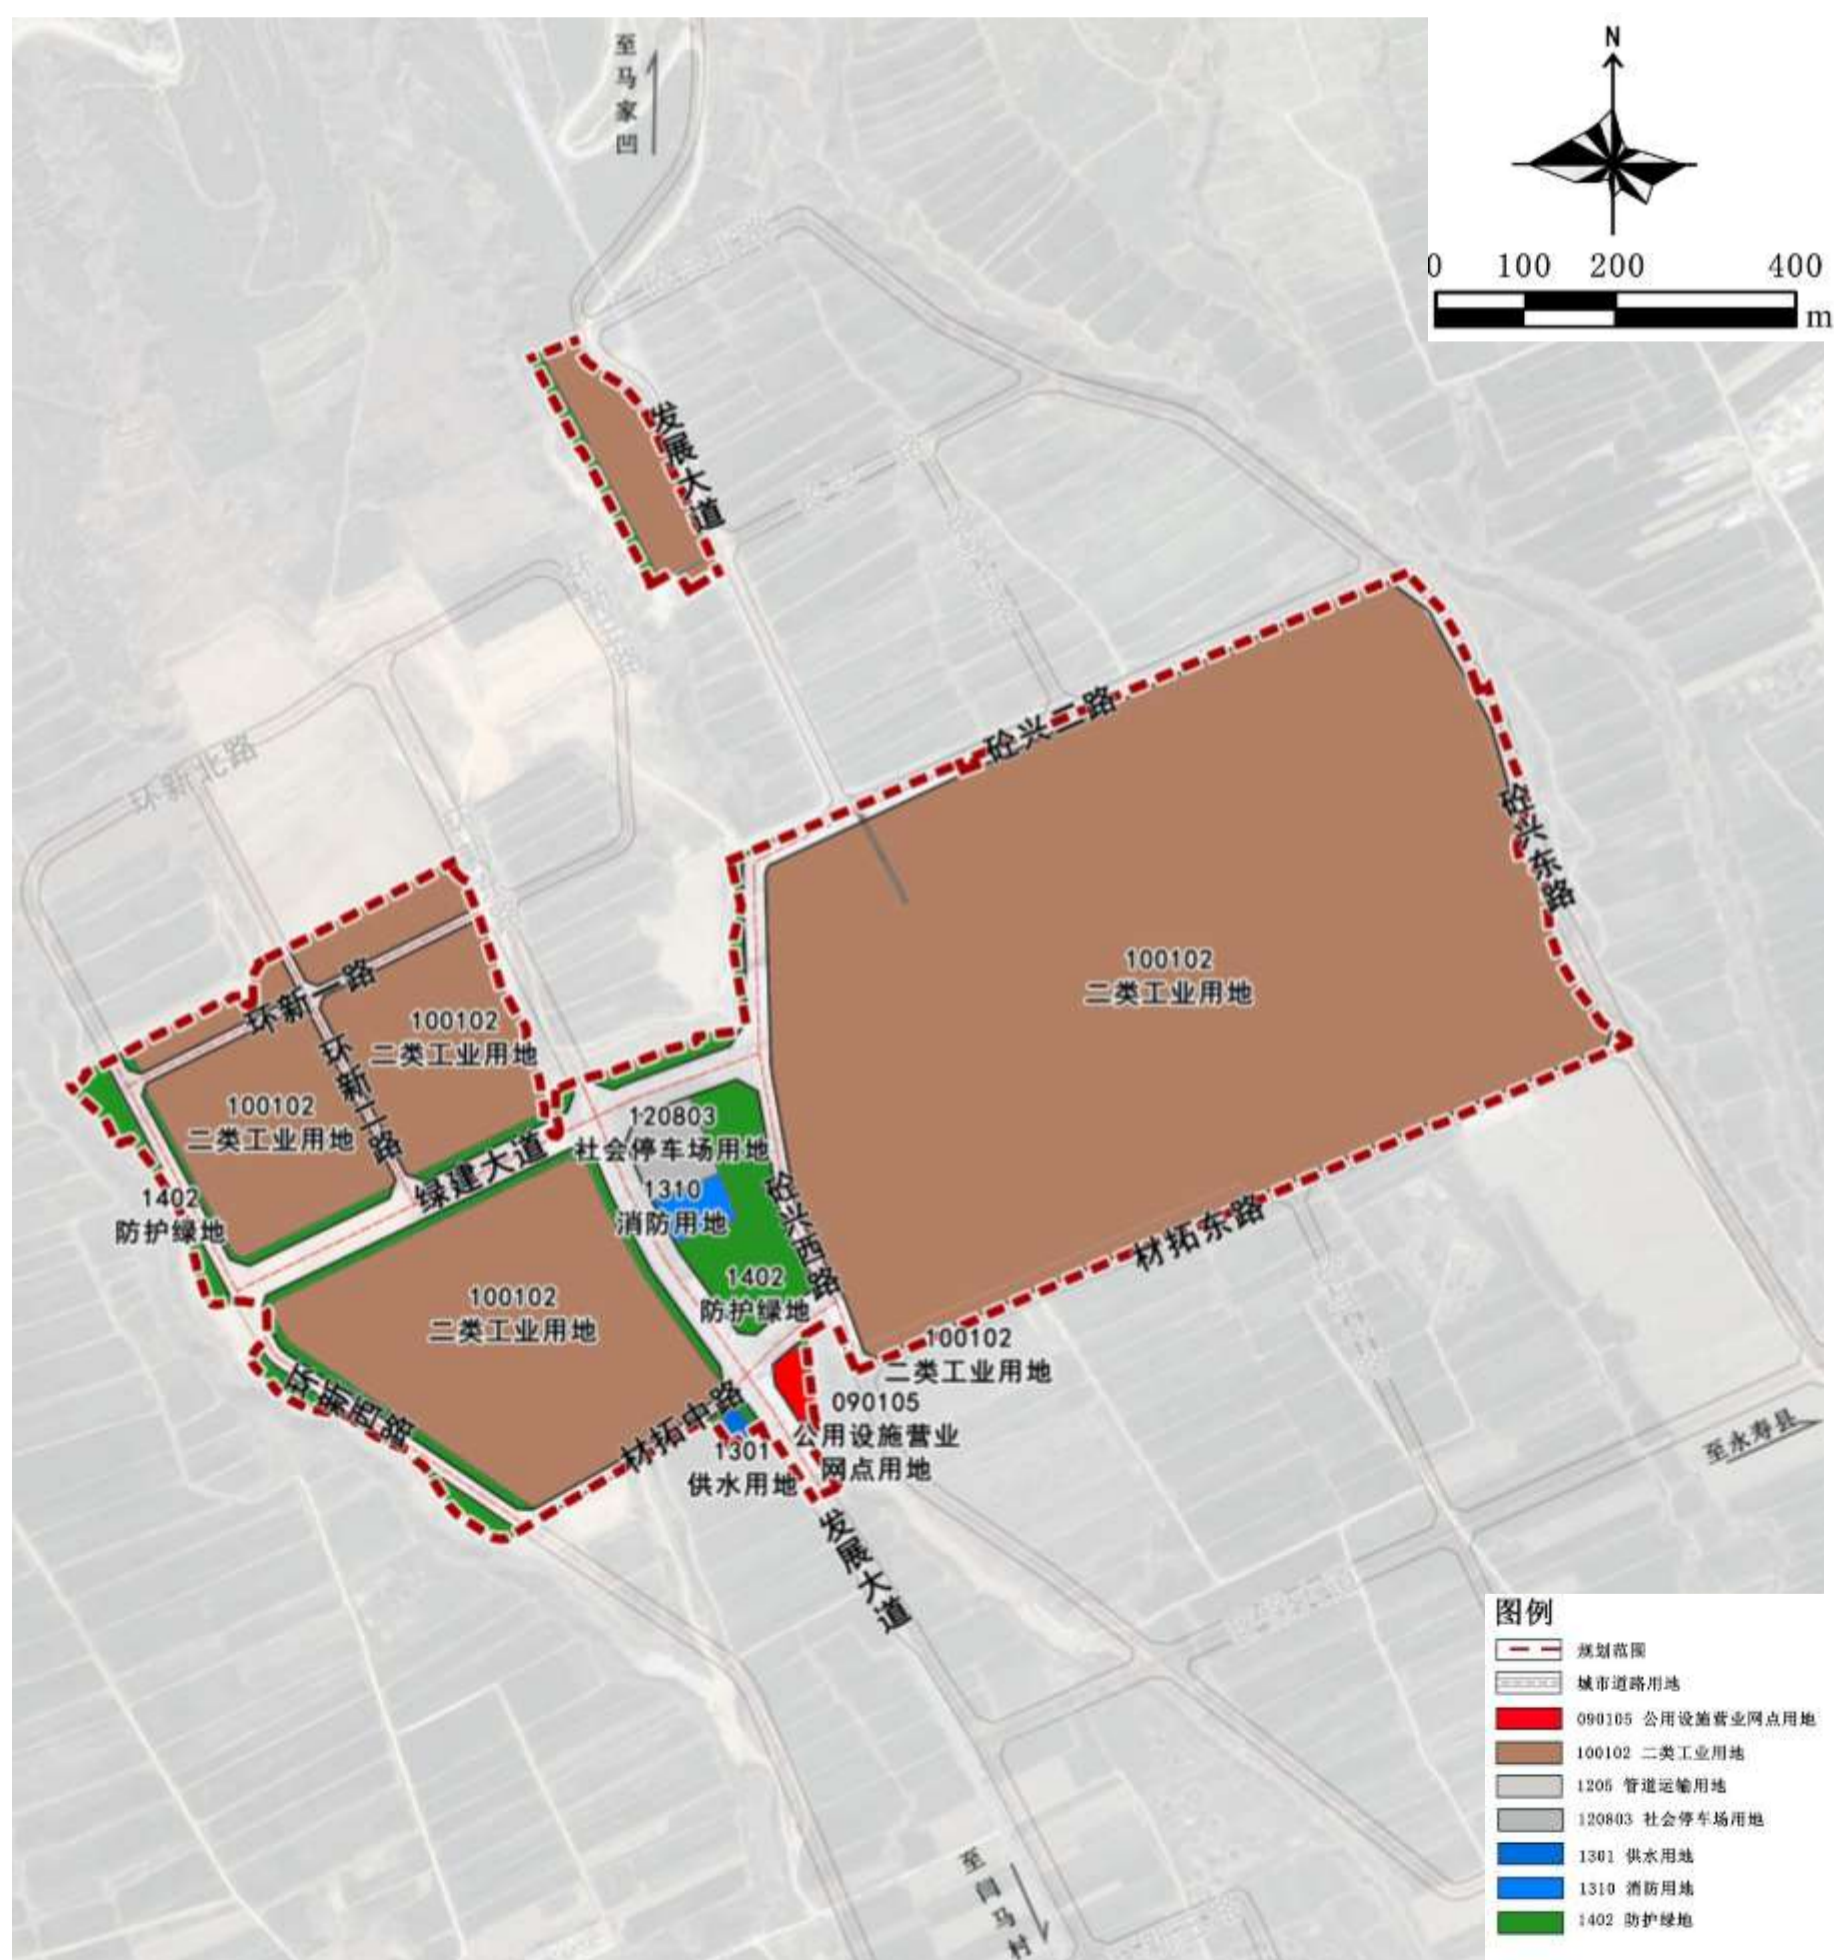 至马家凹
N
0 100 200 400
m
发展大道
砼兴二路
环新北路
砼兴东路
100102
二类工业用地
环新一路
100102
二类工业用地
环新二路
100102
二类工业用地
120803
社会停车场用地
绿建大道
1310
消防用地
砼兴西路
1402
防护绿地
材拓东路
1402
防护绿地
100102
二类工业用地
100102
二类工业用地
环新西路
材拓中路
090105
公用设施营业
网点用地
1301
供水用地
至永寿县
发展大道
至闫马村
图例
规划范围
城市道路用地
090105 公用设施营业网点用地
100102 二类工业用地
1205 管道运输用地
120803 社会停车场用地
1301 供水用地
1310 消防用地
1402 防护绿地